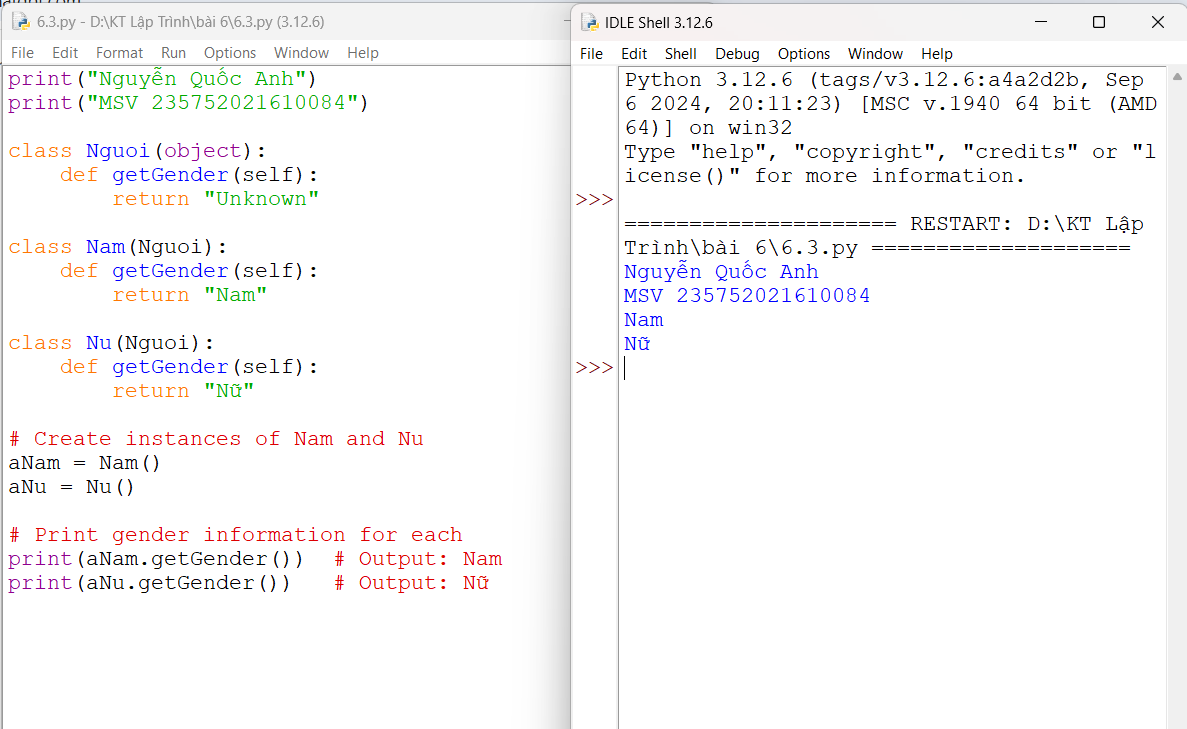 6.3.py - D:\KT Lập Trình\bài 6\6.3.py (3.12.6)
File Edit Format Run Options Window Help
print("Nguyễn Quốc Anh")
print("MSV 235752021610084")

class Nguoi(object):
    def getGender(self):
        return "Unknown"

class Nam(Nguoi):
    def getGender(self):
        return "Nam"

class Nu(Nguoi):
    def getGender(self):
        return "Nữ"

# Create instances of Nam and Nu
aNam = Nam()
aNu = Nu()

# Print gender information for each
print(aNam.getGender())  # Output: Nam
print(aNu.getGender())   # Output: Nữ
IDLE Shell 3.12.6
File Edit Shell Debug Options Window Help
Python 3.12.6 (tags/v3.12.6:a4a2d2b, Sep
6 2024, 20:11:23) [MSC v.1940 64 bit (AMD
64)] on win32
Type "help", "copyright", "credits" or "l
icense()" for more information.
>>>
===================== RESTART: D:\KT Lập
Trình\bài 6\6.3.py ====================
Nguyễn Quốc Anh
MSV 235752021610084
Nam
Nữ
>>>